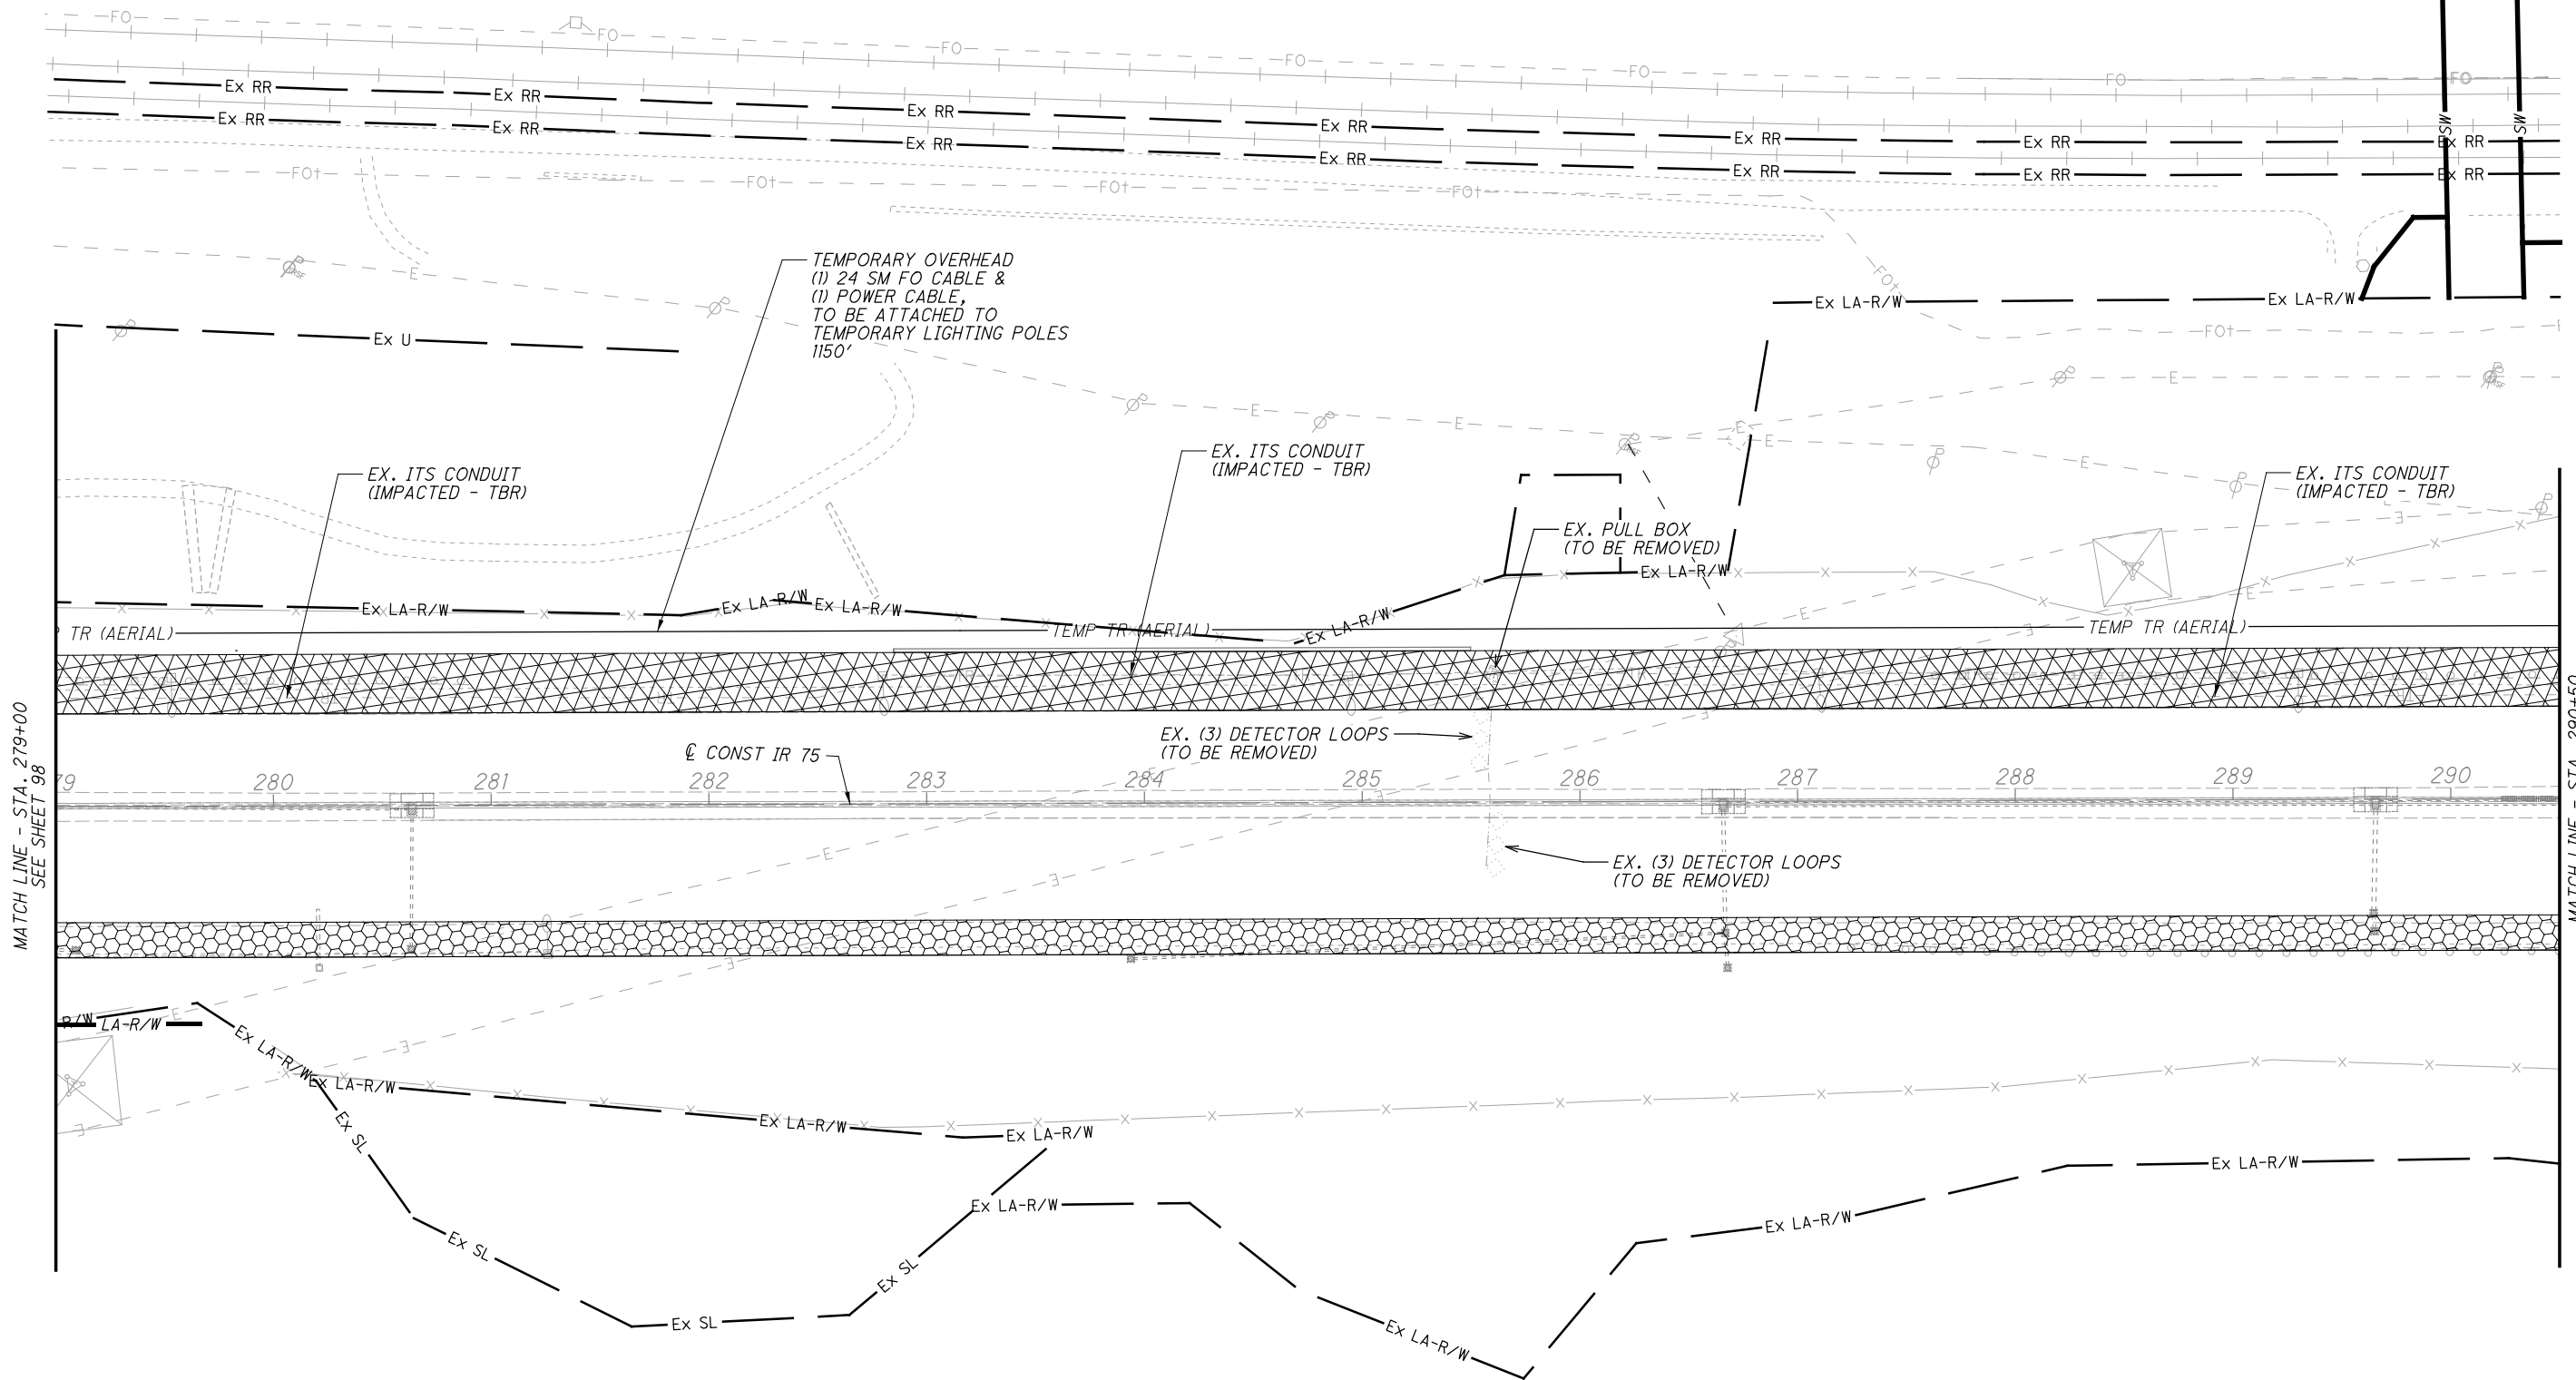 FO
FO
FO
FO
FO
FO
FO
Ex RR
Ex RR
Ex RR
Ex RR
Ex RR
Ex RR
Ex RR
Ex RR
Ex RR
Ex RR
Ex RR
Ex RR
Ex RR
Ex RR
SW
SW
FO†
FO†
FO†
FO†
E
TEMPORARY OVERHEAD
(1) 24 SM FO CABLE &
(1) POWER CABLE,
TO BE ATTACHED TO
TEMPORARY LIGHTING POLES
1150'
Ex LA-R/W
Ex LA-R/W
FO†
Ex U
E
E
E
E
E
E
EX. ITS CONDUIT
(IMPACTED - TBR)
EX. ITS CONDUIT
(IMPACTED - TBR)
EX. ITS CONDUIT
(IMPACTED - TBR)
EX. PULL BOX
(TO BE REMOVED)
Ex LA-R/W
Ex LA-R/W
Ex LA-R/W
Ex LA-R/W
Ex LA-R/W
E
E
E
E
TR (AERIAL)
TEMP TR (AERIAL)
TEMP TR (AERIAL)
MATCH LINE - STA. 279+00
SEE SHEET 98
MATCH LINE - STA. 290+50
EX. (3) DETECTOR LOOPS
(TO BE REMOVED)
℄ CONST IR 75
79
280
281
282
283
284
285
286
287
288
289
290
E
E
E
E
EX. (3) DETECTOR LOOPS
(TO BE REMOVED)
E
E
R/W
LA-R/W
E
E
E
Ex LA-R/W
Ex LA-R/W
Ex LA-R/W
Ex LA-R/W
Ex SL
Ex SL
Ex SL
Ex SL
Ex LA-R/W
Ex LA-R/W
Ex LA-R/W
Ex LA-R/W